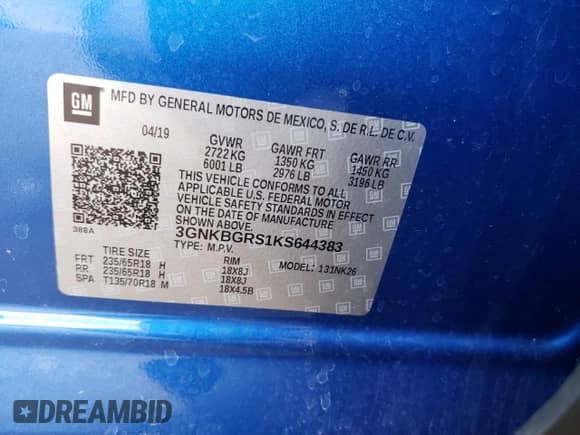 GM
MFD BY GENERAL MOTORS DE MEXICO, S. DE R.L. DE C.V.
04/19 GVWR GAWR FRT GAWR RR
2722 KG 1350 KG 1450 KG
6001 LB 2976 LB 3196 LB
THIS VEHICLE CONFORMS TO ALL
APPLICABLE U.S. FEDERAL MOTOR
VEHICLE SAFETY STANDARDS IN EFFECT
ON THE DATE OF MANUFACTURE
3GNKBGRS1KS644383
388A TYPE: M.P.V. MODEL: 131NK26
TIRE SIZE RIM
FRT 235/65R18 H 18X8J
RR 235/65R18 H 18X8J
SPA T135/70R18 M 18X4.5B
DREAMBID